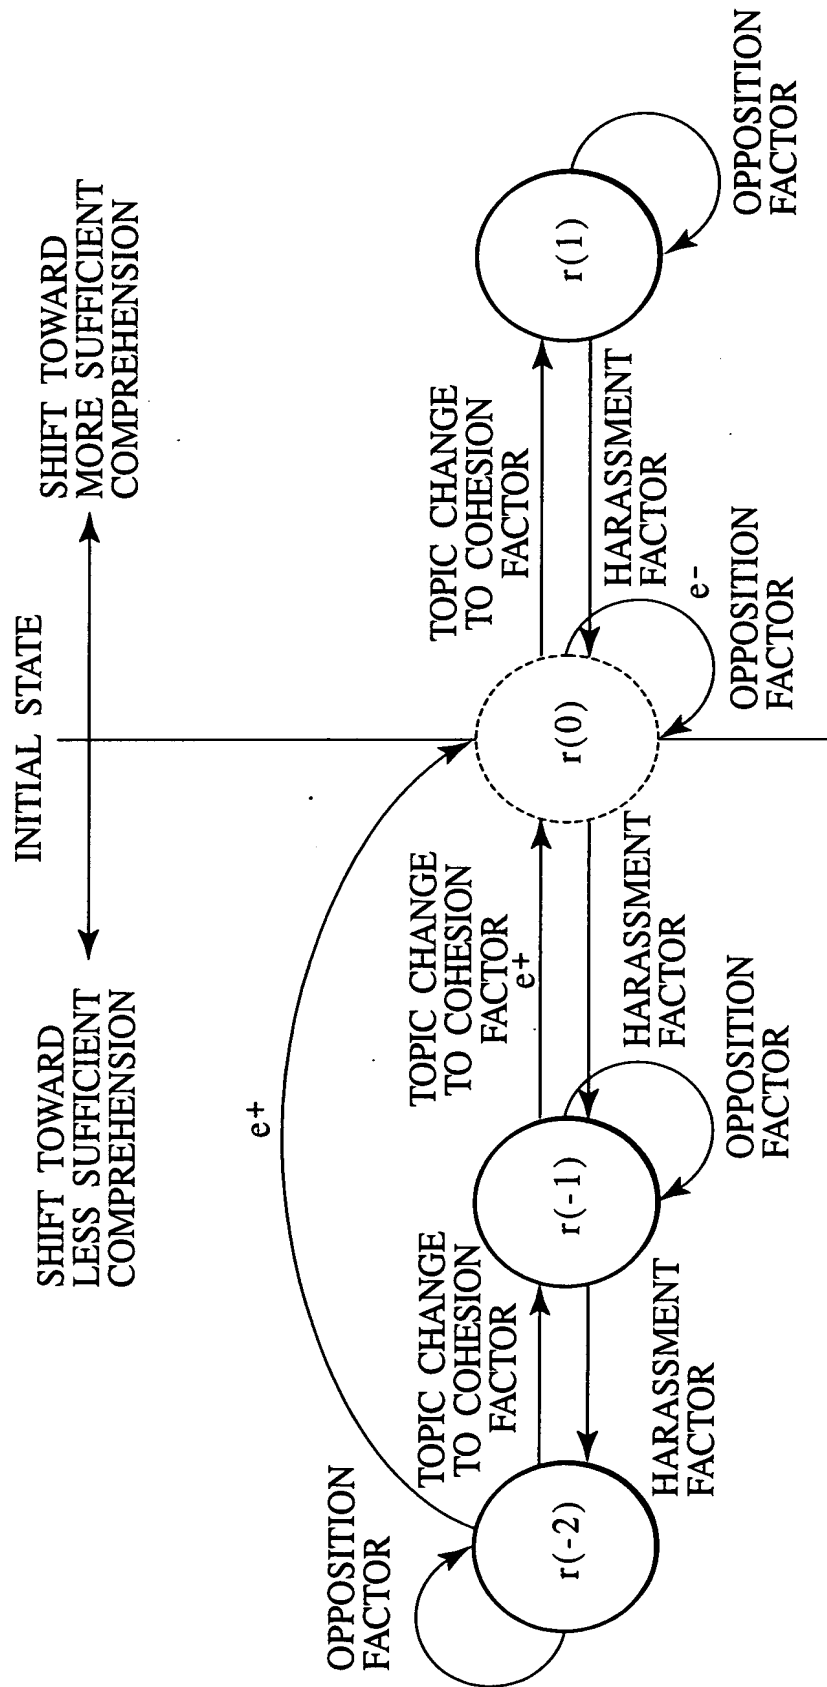 INITIAL STATE
SHIFT TOWARD
LESS SUFFICIENT
COMPREHENSION
SHIFT TOWARD
MORE SUFFICIENT
COMPREHENSION
e+
OPPOSITION
FACTOR
TOPIC CHANGE
TO COHESION
FACTOR
TOPIC CHANGE
TO COHESION
FACTOR
e+
TOPIC CHANGE
TO COHESION
FACTOR
r(-2)
r(-1)
r(0)
r(1)
HARASSMENT
FACTOR
HARASSMENT
FACTOR
HARASSMENT
FACTOR
e-
OPPOSITION
FACTOR
OPPOSITION
FACTOR
OPPOSITION
FACTOR